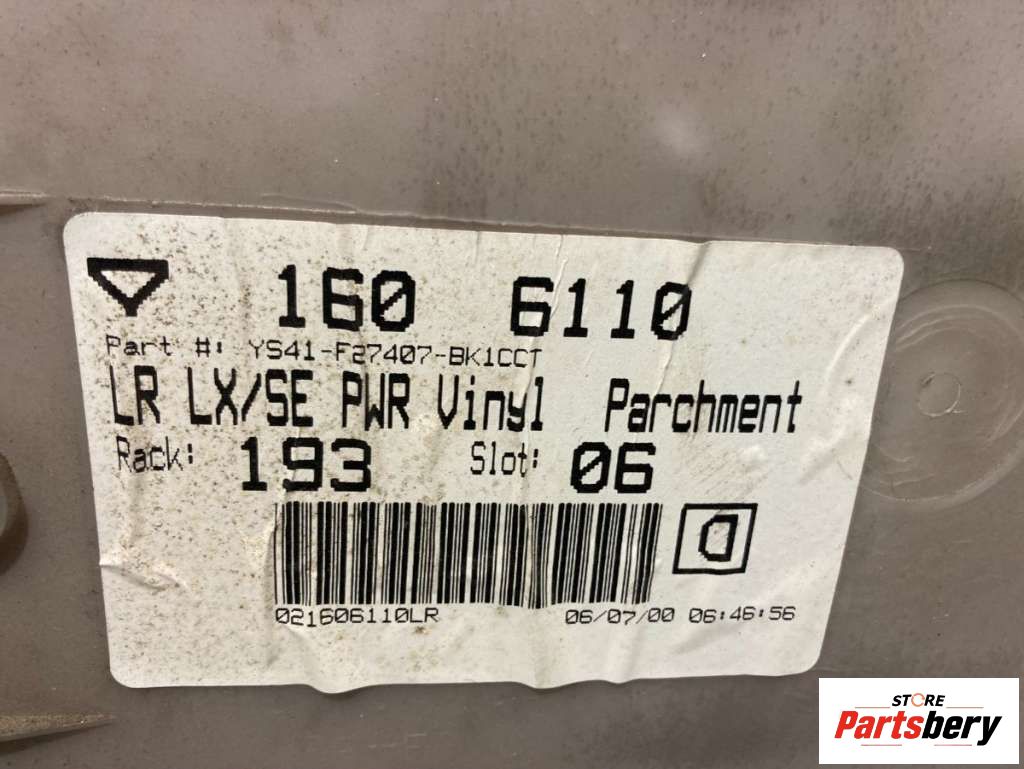 160 6110
Part #: YS41-F27407-BK1CCT
LR LX/SE PWR Vinyl Parchment
Rack: 193 Slot: 06
D
021606110LR 06/07/00 06:46:56
STORE
Partsbery